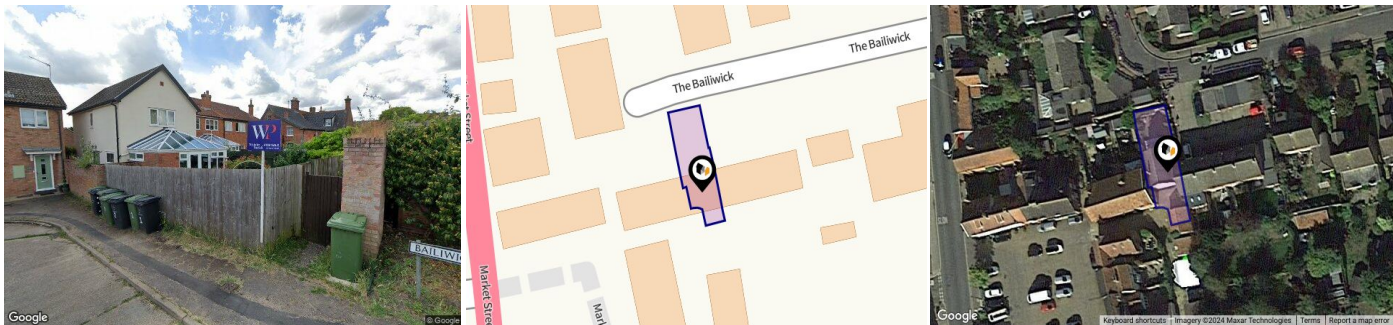 WP
BAILIWI
Google
© Google
The Bailiwick
The Bailiwick
Market Street
Mark
Google
Keyboard shortcuts
Imagery ©2024 Maxar Technologies
Terms
Report a map error